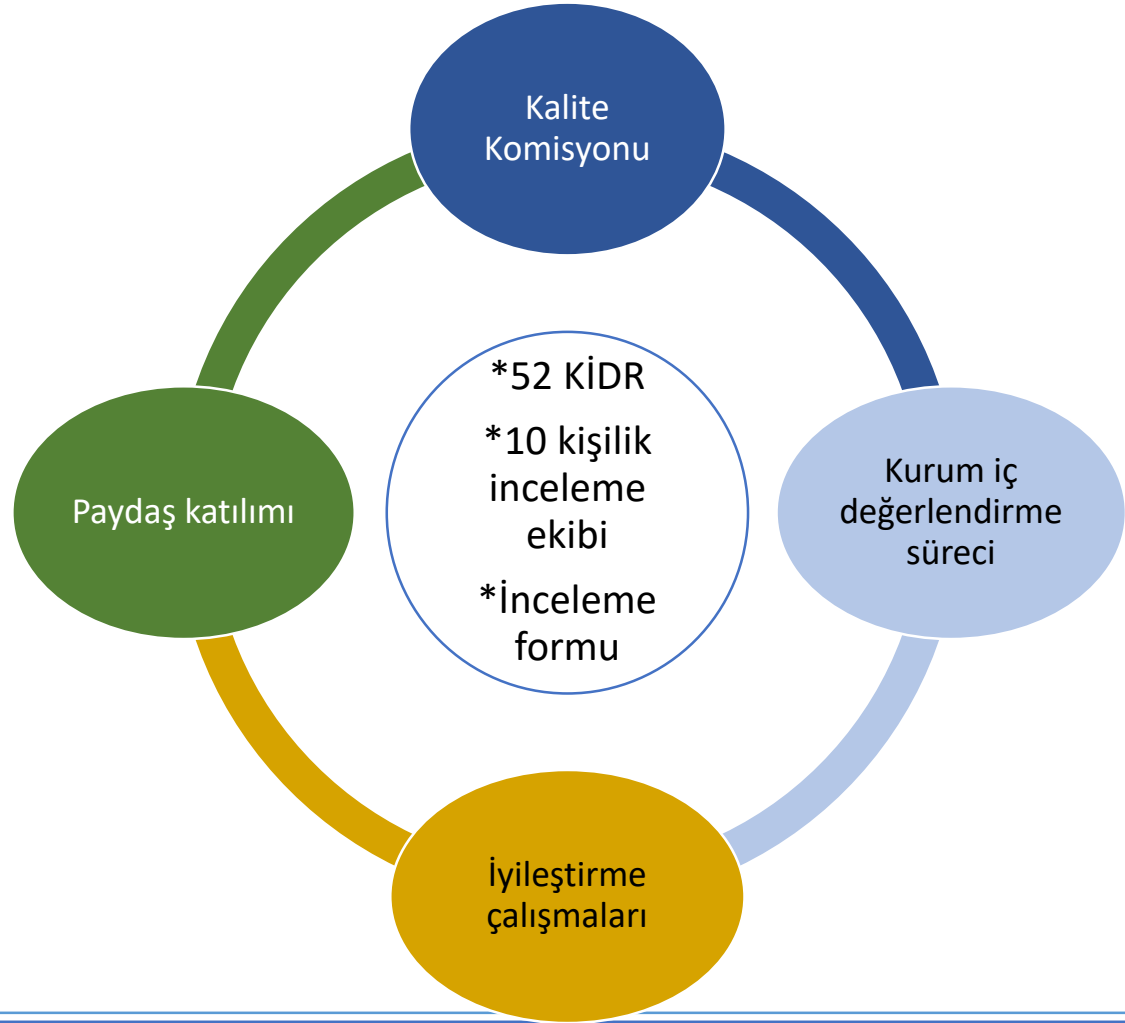 Kalite
Komisyonu
*52 KİDR
*10 kişilik
inceleme
ekibi
*İnceleme
formu
Paydaş katılımı
Kurum iç
değerlendirme
süreci
İyileştirme
çalışmaları